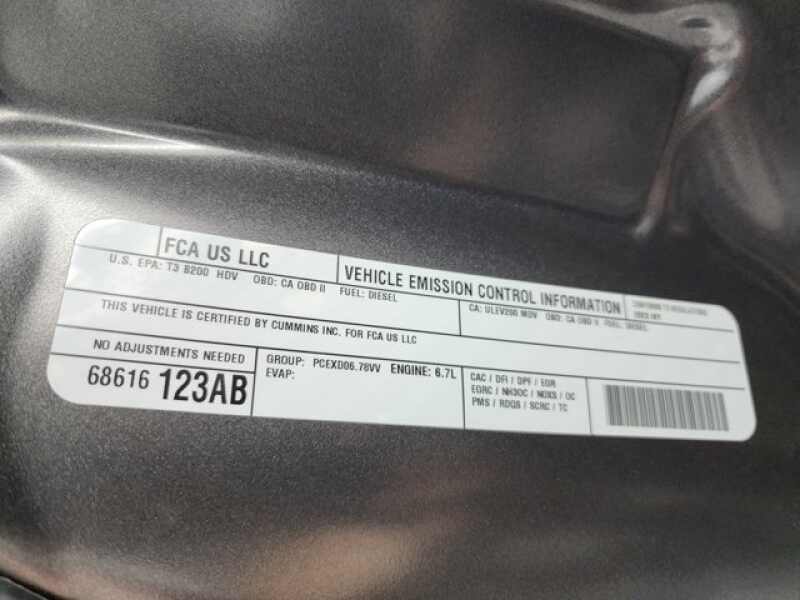 FCA US LLC
VEHICLE EMISSION CONTROL INFORMATION
U.S. EPA: T3 B200 HDV OBD: CA OBD II FUEL: DIESEL
CA: ULEV200 MDV OBD: CA OBD II FUEL: DIESEL
THIS VEHICLE IS CERTIFIED BY CUMMINS INC. FOR FCA US LLC
NO ADJUSTMENTS NEEDED
68616 123AB
GROUP: PCEXD06.78VV ENGINE: 6.7L
EVAP:
CAC / DFI / DPF / EGR
EGRC / NH3OC / NOXS / OC
PMS / RDQS / SCRC / TC